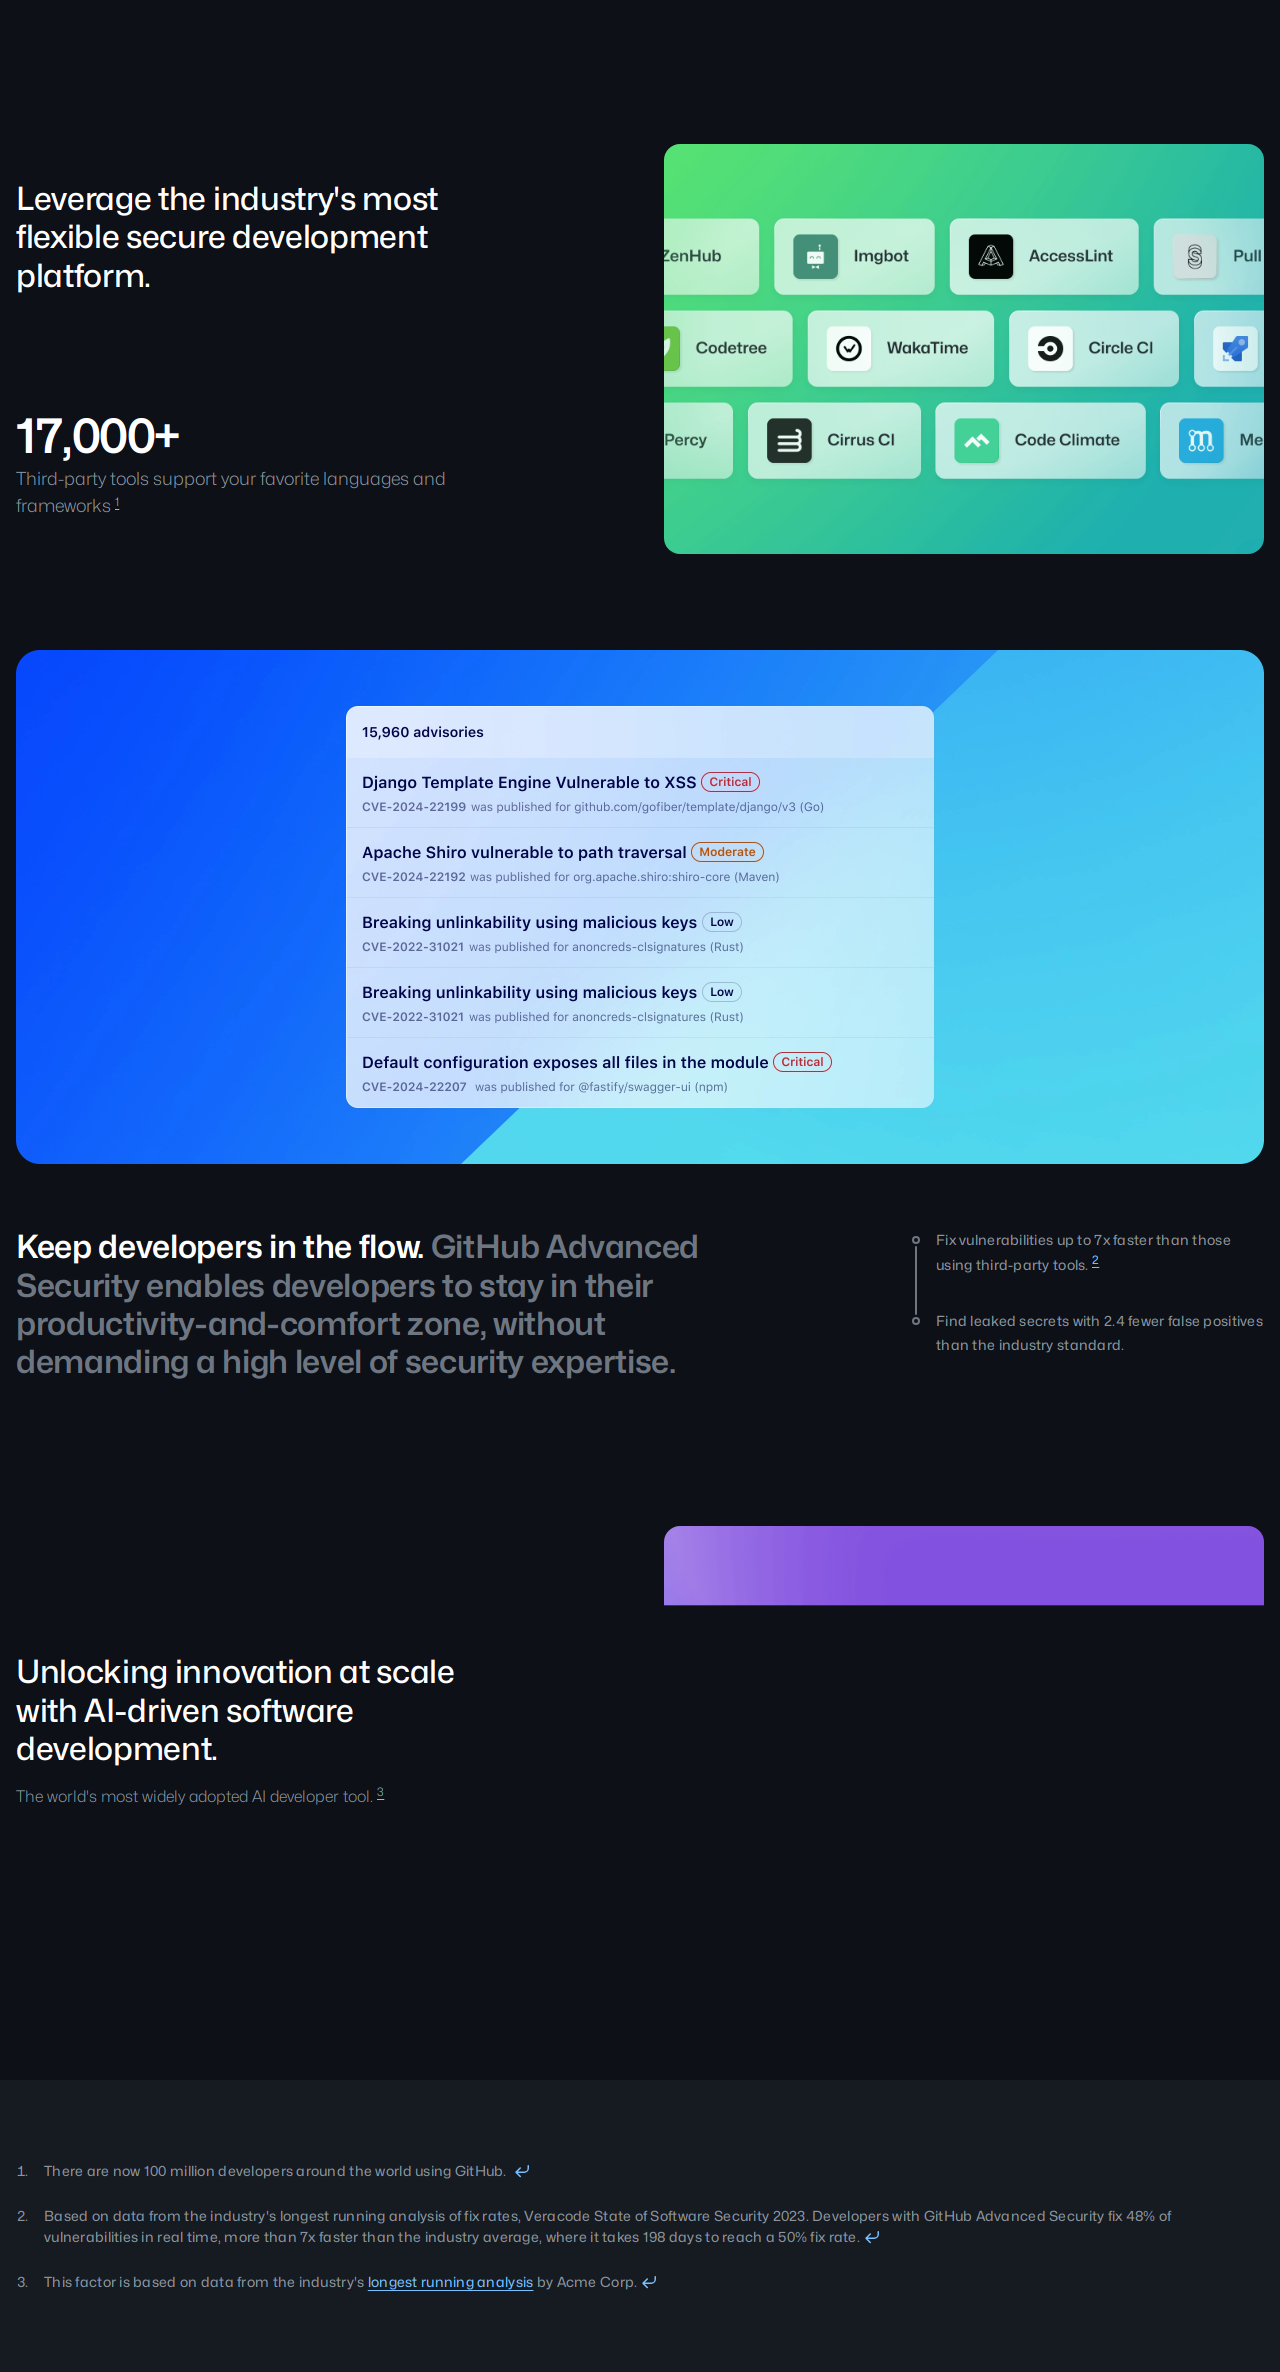 Leverage the industry's most
flexible secure development
platform.
17,000+
Third-party tools support your favorite languages and
frameworks 1
ZenHub
Imgbot
AccessLint
Pull
Codetree
WakaTime
Circle CI
Percy
Cirrus CI
Code Climate
Me
15,960 advisories
Django Template Engine Vulnerable to XSS Critical
CVE-2024-22199 was published for github.com/gofiber/template/django/v3 (Go)
Apache Shiro vulnerable to path traversal Moderate
CVE-2024-22192 was published for org.apache.shiro:shiro-core (Maven)
Breaking unlinkability using malicious keys Low
CVE-2022-31021 was published for anoncreds-clsignatures (Rust)
Breaking unlinkability using malicious keys Low
CVE-2022-31021 was published for anoncreds-clsignatures (Rust)
Default configuration exposes all files in the module Critical
CVE-2024-22207 was published for @fastify/swagger-ui (npm)
Keep developers in the flow. GitHub Advanced
Security enables developers to stay in their
productivity-and-comfort zone, without
demanding a high level of security expertise.
Fix vulnerabilities up to 7x faster than those
using third-party tools. 2
Find leaked secrets with 2.4 fewer false positives
than the industry standard.
Unlocking innovation at scale
with AI-driven software
development.
The world's most widely adopted AI developer tool. 3
1. There are now 100 million developers around the world using GitHub.
2. Based on data from the industry's longest running analysis of fix rates, Veracode State of Software Security 2023. Developers with GitHub Advanced Security fix 48% of
vulnerabilities in real time, more than 7x faster than the industry average, where it takes 198 days to reach a 50% fix rate.
3. This factor is based on data from the industry's longest running analysis by Acme Corp.